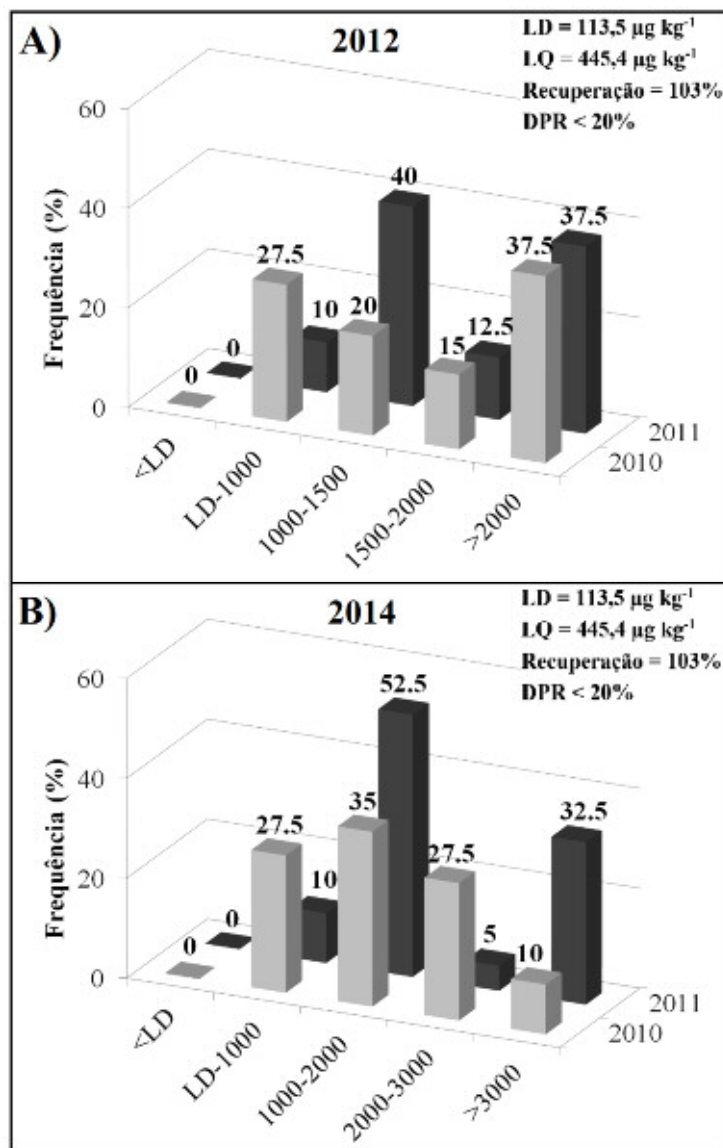 A)
2012
LD = 113,5 µg kg-1
LQ = 445,4 µg kg-1
Recuperação = 103%
DPR < 20%
Frequência (%)
60
40
20
0
0
0
27.5
10
20
40
15
12.5
37.5
37.5
<LD
LD-1000
1000-1500
1500-2000
>2000
2011
2010
B)
2014
LD = 113,5 µg kg-1
LQ = 445,4 µg kg-1
Recuperação = 103%
DPR < 20%
Frequência (%)
60
40
20
0
0
0
27.5
10
35
52.5
27.5
5
10
32.5
<LD
LD-1000
1000-2000
2000-3000
>3000
2011
2010